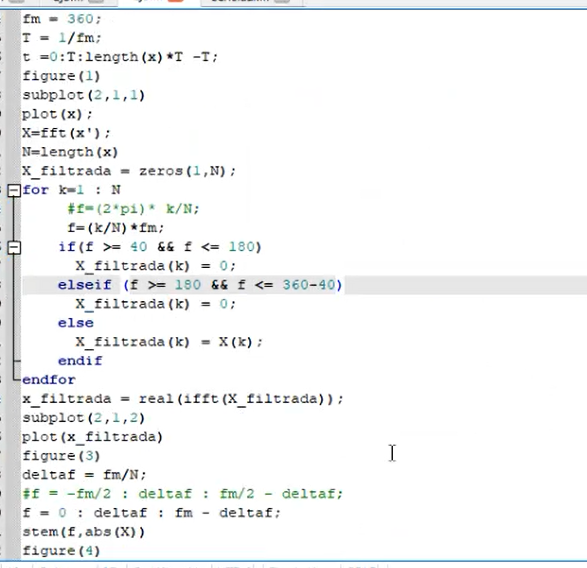 fm = 360;
T = 1/fm;
t =0:T:length(x)*T -T;
figure(1)
subplot(2,1,1)
plot(x);
X=fft(x');
N=length(x)
X_filtrada = zeros(1,N);
for k=1 : N
#f=(2*pi)* k/N;
f=(k/N)*fm;
if(f >= 40 && f <= 180)
X_filtrada(k) = 0;
elseif (f >= 180 && f <= 360-40)
X_filtrada(k) = 0;
else
X_filtrada(k) = X(k);
endif
endfor
x_filtrada = real(ifft(X_filtrada));
subplot(2,1,2)
plot(x_filtrada)
figure(3)
deltaf = fm/N;
#f = -fm/2 : deltaf : fm/2 - deltaf;
f = 0 : deltaf : fm - deltaf;
stem(f,abs(X))
figure(4)